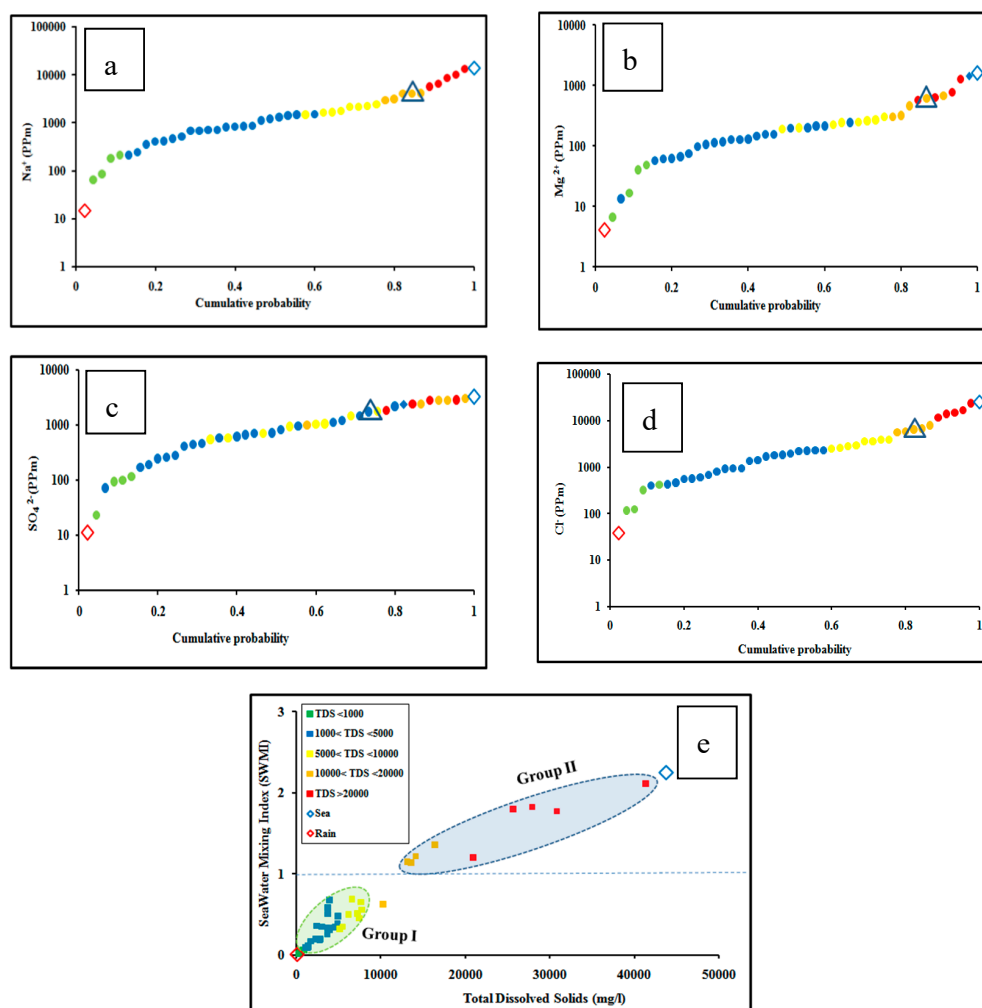 a
100000
10000
1000
100
10
1
Na⁺ (PPm)
0
0.2
0.4
0.6
0.8
1
Cumulative probability
b
10000
1000
100
10
1
Mg ²⁺ (PPm)
0
0.2
0.4
0.6
0.8
1
Cumulative probability
c
10000
1000
100
10
1
SO₄ ²⁻(PPm)
0
0.2
0.4
0.6
0.8
1
Cumulative probability
d
100000
10000
1000
100
10
1
Cl⁻ (PPm)
0
0.2
0.4
0.6
0.8
1
Cumulative probability
e
3
2
1
0
SeaWater Mixing Index (SWMI)
TDS <1000
1000< TDS <5000
5000< TDS <10000
10000< TDS <20000
TDS >20000
Sea
Rain
Group II
Group I
0
10000
20000
30000
40000
50000
Total Dissolved Solids (mg/l)